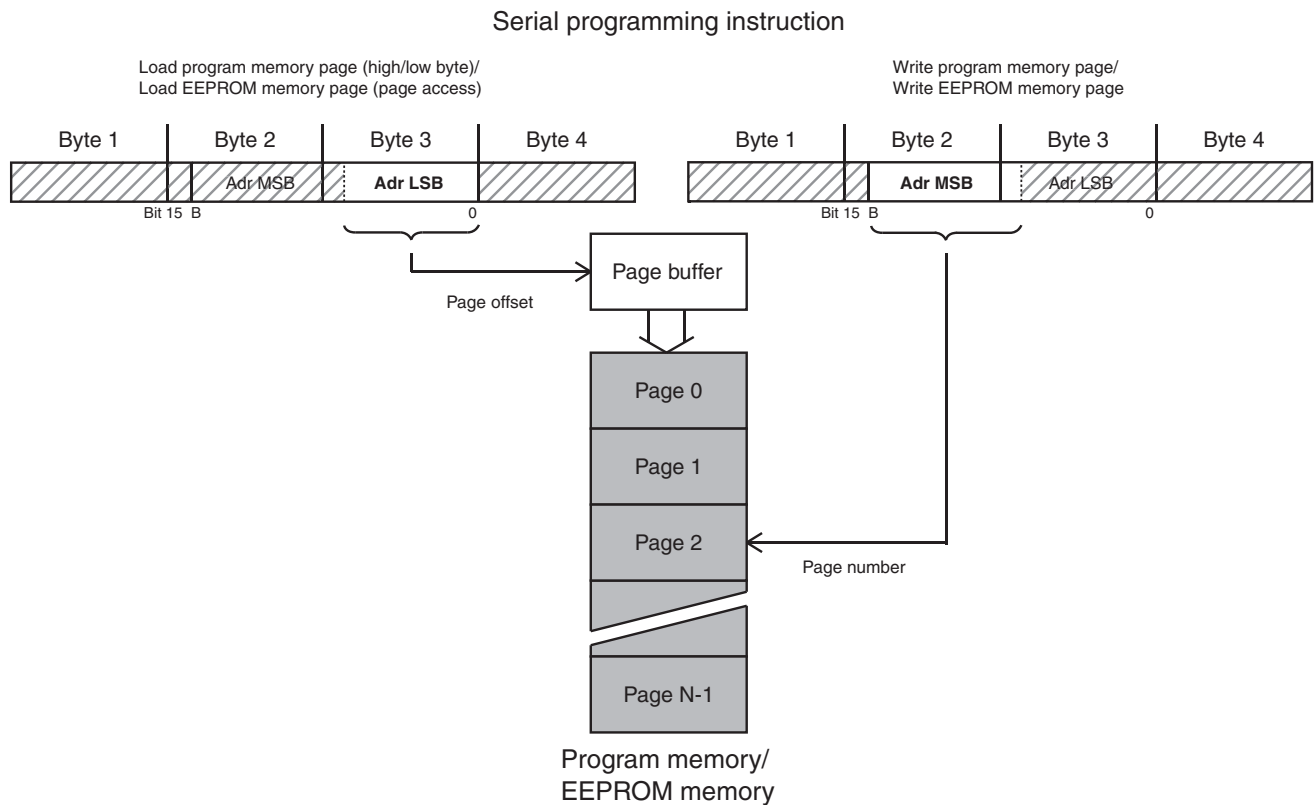 Serial programming instruction
Load program memory page (high/low byte)/
Load EEPROM memory page (page access)
Write program memory page/
Write EEPROM memory page
Byte 1 Byte 2 Byte 3 Byte 4
Byte 1 Byte 2 Byte 3 Byte 4
Adr MSB Adr LSB
Adr MSB Adr LSB
Bit 15 B 0
Bit 15 B 0
Page buffer
Page offset
Page 0
Page 1
Page 2
Page number
Page N-1
Program memory/
EEPROM memory